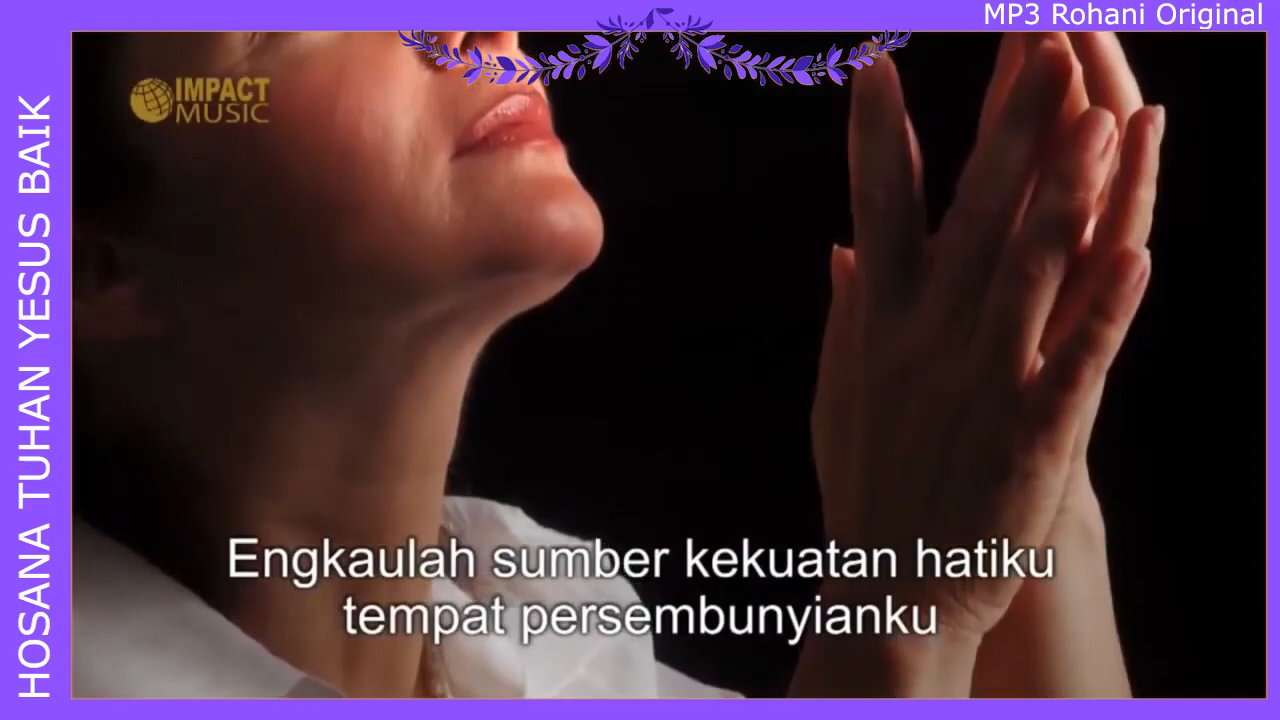 MP3 Rohani Original
IMPACT
MUSIC
HOSANA TUHAN YESUS BAIK
Engkaulah sumber kekuatan hatiku
tempat persembunyianku